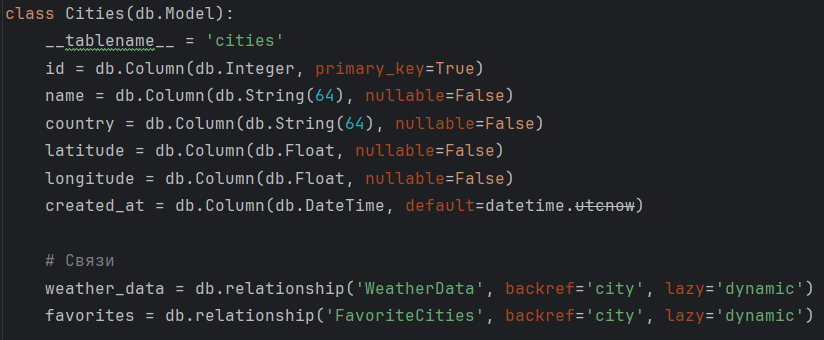 class Cities(db.Model):
    __tablename__ = 'cities'
    id = db.Column(db.Integer, primary_key=True)
    name = db.Column(db.String(64), nullable=False)
    country = db.Column(db.String(64), nullable=False)
    latitude = db.Column(db.Float, nullable=False)
    longitude = db.Column(db.Float, nullable=False)
    created_at = db.Column(db.DateTime, default=datetime.utcnow)

    # Связи
    weather_data = db.relationship('WeatherData', backref='city', lazy='dynamic')
    favorites = db.relationship('FavoriteCities', backref='city', lazy='dynamic')